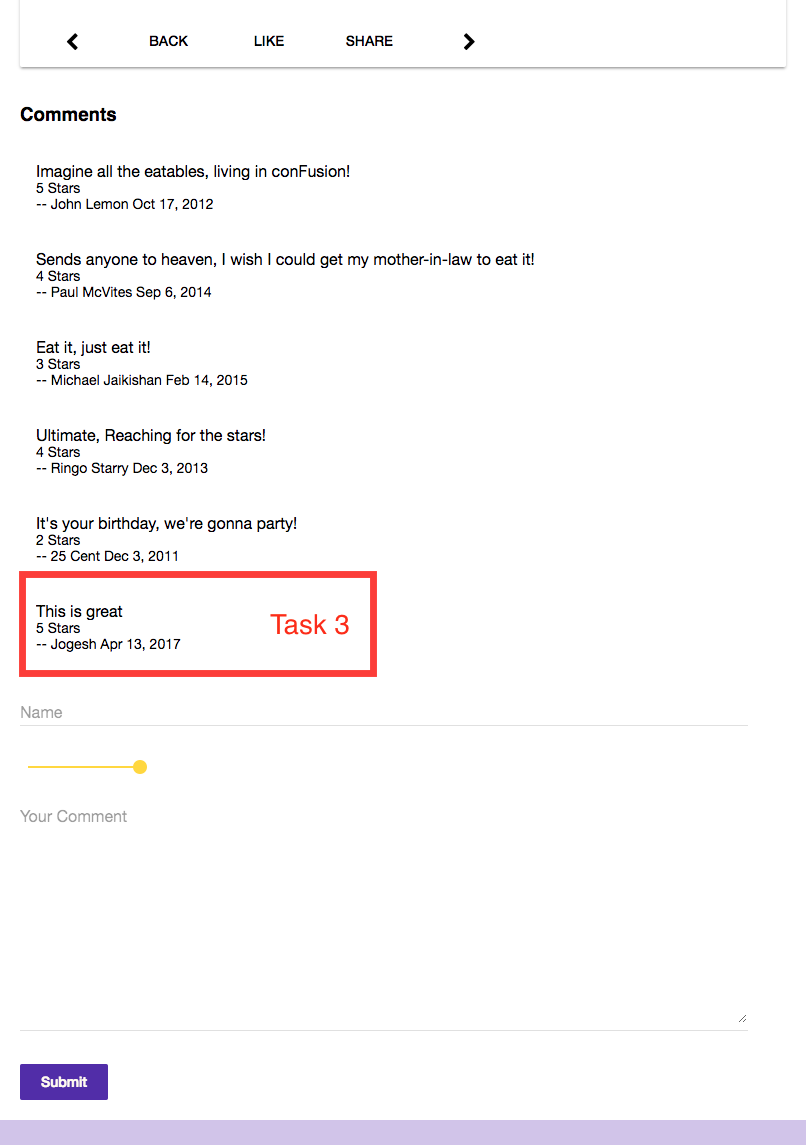 BACK LIKE SHARE
Comments
Imagine all the eatables, living in conFusion!
5 Stars
-- John Lemon Oct 17, 2012
Sends anyone to heaven, I wish I could get my mother-in-law to eat it!
4 Stars
-- Paul McVites Sep 6, 2014
Eat it, just eat it!
3 Stars
-- Michael Jaikishan Feb 14, 2015
Ultimate, Reaching for the stars!
4 Stars
-- Ringo Starry Dec 3, 2013
It's your birthday, we're gonna party!
2 Stars
-- 25 Cent Dec 3, 2011
This is great
5 Stars
-- Jogesh Apr 13, 2017
Task 3
Name
Your Comment
Submit